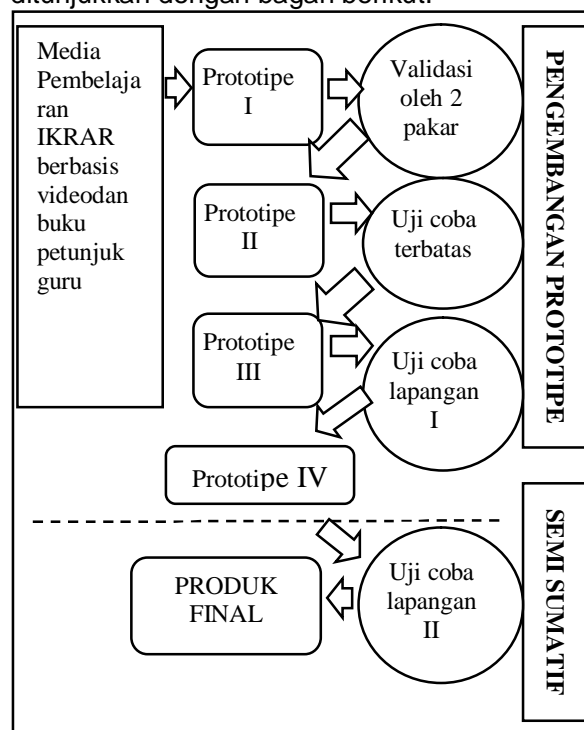 ditunjukkan dengan bagan berikut:
Media
Pembelaja
ran
IKRAR
berbasis
videodan
buku
petunjuk
guru
Prototipe
I
Validasi
oleh 2
pakar
Prototipe
II
Uji coba
terbatas
Prototipe
III
Uji coba
lapangan
I
Prototipe IV
PENGEMBANGAN PROTOTIPE
Uji coba
lapangan
II
PRODUK
FINAL
SEMI SUMATIF